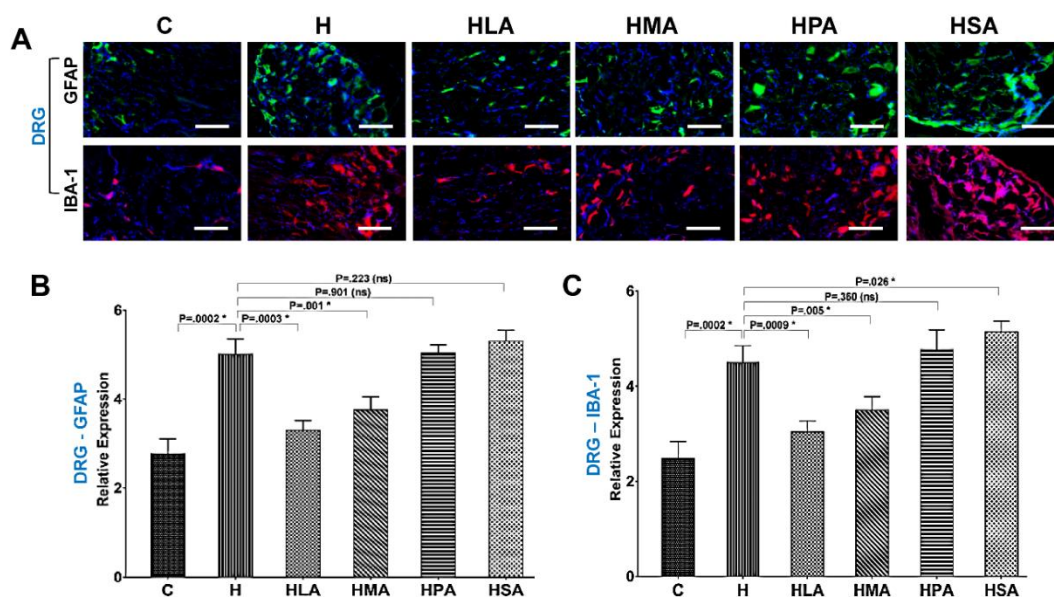 C H HLA HMA HPA HSA
A
DRG
GFAP
IBA-1
B
P=.223 (ns)
P=.901 (ns)
P=.001 *
P=.0002 * P=.0003 *
6
4
2
0
DRG - GFAP
Relative Expression
C H HLA HMA HPA HSA
C
P=.026 *
P=.350 (ns)
P=.005 *
P=.0002 * P=.0009 *
6
4
2
0
DRG – IBA-1
Relative Expression
C H HLA HMA HPA HSA